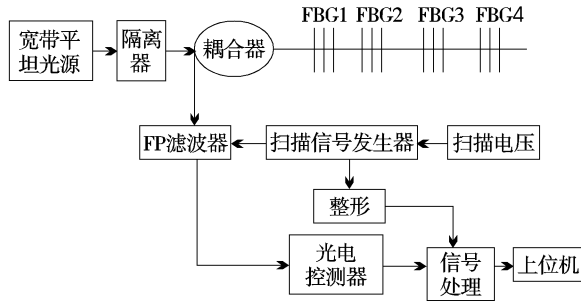 FBG1 FBG2 FBG3 FBG4
宽带平
坦光源
隔离
器
耦合器
FP滤波器
扫描信号发生器
扫描电压
整形
光电
控测器
信号
处理
上位机